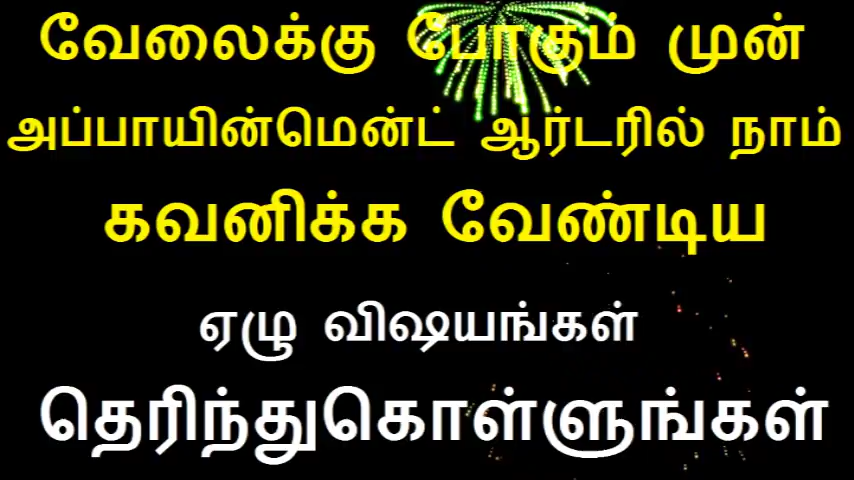 வேலைக்கு போகும் முன்
அப்பாயின்மென்ட் ஆர்டரில் நாம்
கவனிக்க வேண்டிய
ஏழு விஷயங்கள்
தெரிந்துகொள்ளுங்கள்